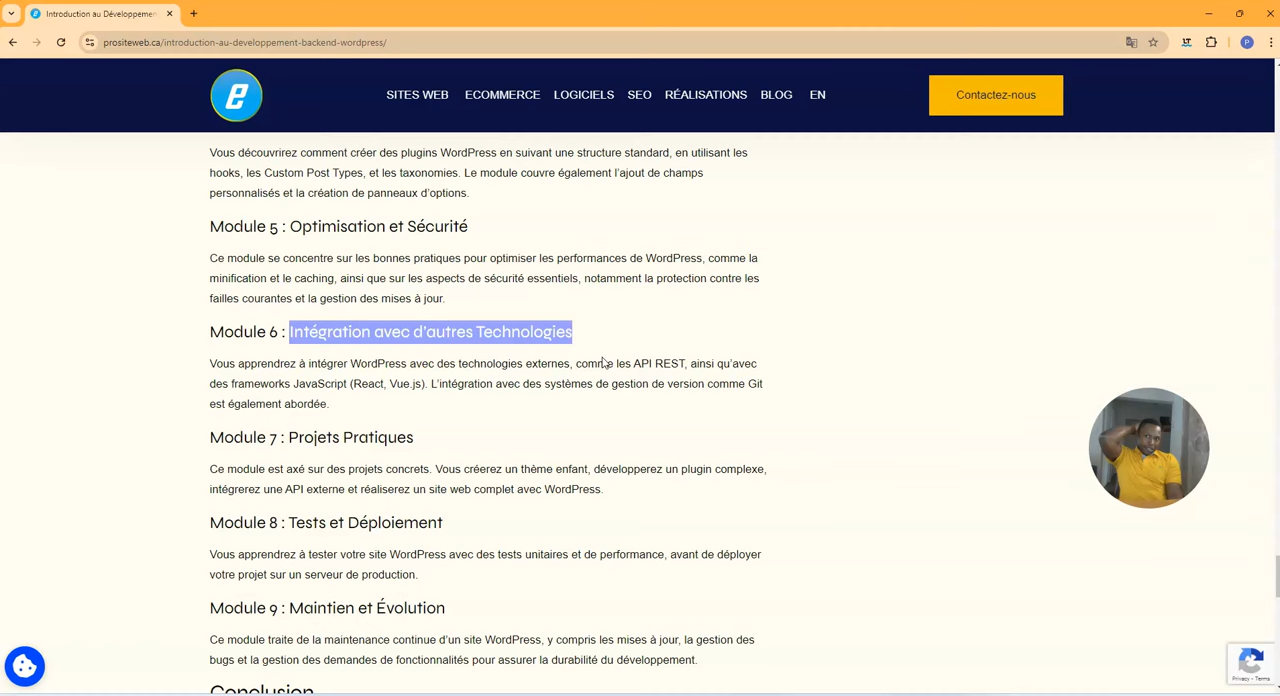 Introduction au Développemen
prositeweb.ca/introduction-au-developpement-backend-wordpress/
P
e
SITES WEB ECOMMERCE LOGICIELS SEO RÉALISATIONS BLOG EN
Contactez-nous
Vous découvrirez comment créer des plugins WordPress en suivant une structure standard, en utilisant les
hooks, les Custom Post Types, et les taxonomies. Le module couvre également l'ajout de champs
personnalisés et la création de panneaux d'options.
Module 5 : Optimisation et Sécurité
Ce module se concentre sur les bonnes pratiques pour optimiser les performances de WordPress, comme la
minification et le caching, ainsi que sur les aspects de sécurité essentiels, notamment la protection contre les
failles courantes et la gestion des mises à jour.
Module 6 : Intégration avec d'autres Technologies
Vous apprendrez à intégrer WordPress avec des technologies externes, comme les API REST, ainsi qu'avec
des frameworks JavaScript (React, Vue.js). L'intégration avec des systèmes de gestion de version comme Git
est également abordée.
Module 7 : Projets Pratiques
Ce module est axé sur des projets concrets. Vous créerez un thème enfant, développerez un plugin complexe,
intégrerez une API externe et réaliserez un site web complet avec WordPress.
Module 8 : Tests et Déploiement
Vous apprendrez à tester votre site WordPress avec des tests unitaires et de performance, avant de déployer
votre projet sur un serveur de production.
Module 9 : Maintien et Évolution
Ce module traite de la maintenance continue d'un site WordPress, y compris les mises à jour, la gestion des
bugs et la gestion des demandes de fonctionnalités pour assurer la durabilité du développement.
Conclusion
Privacy - Terms